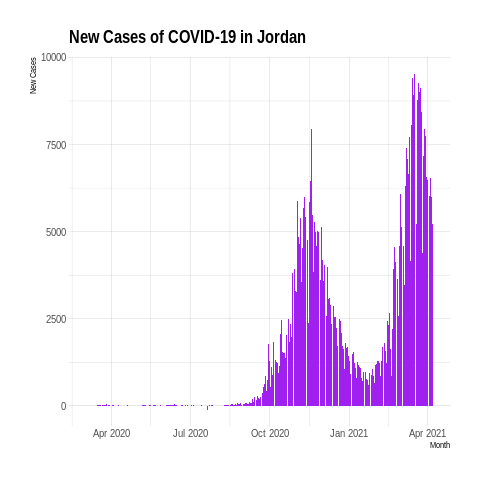 New Cases of COVID-19 in Jordan
New Cases
10000
7500
5000
2500
0
Apr 2020 Jul 2020 Oct 2020 Jan 2021 Apr 2021
Month